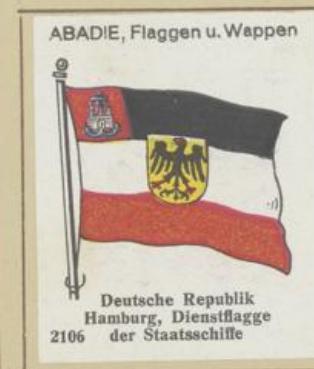 ABADIE, Flaggen u. Wappen
Deutsche Republik
Hamburg, Dienstflagge
2106 der Staatsschiffe